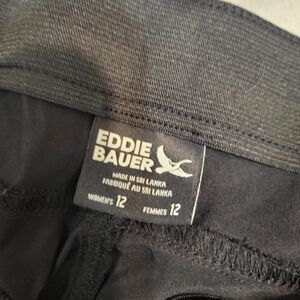 EDDIE
BAUER
MADE IN SRI LANKA
FABRIQUÉ AU SRI LANKA
WOMEN'S 12 FEMMES 12